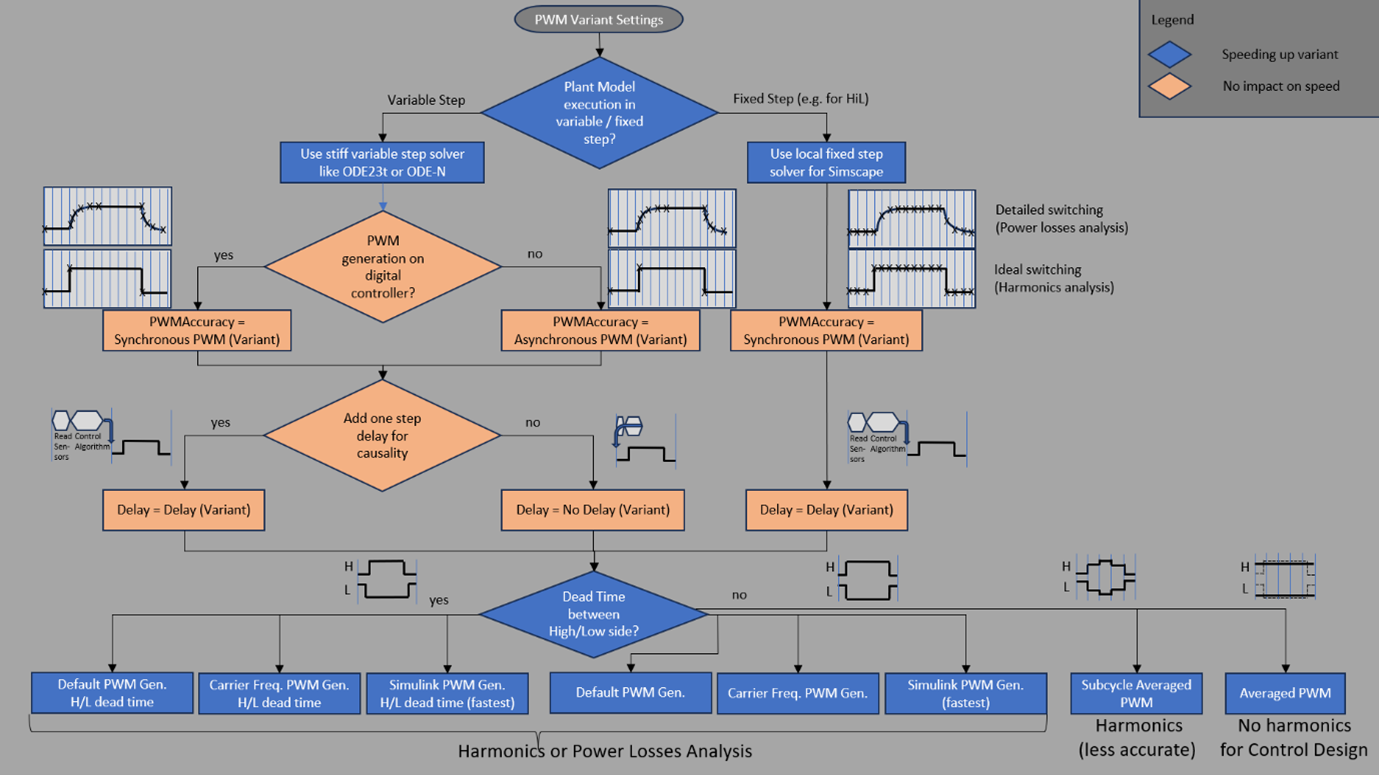 PWM Variant Settings
Legend
Speeding up variant
No impact on speed
Plant Model
execution in
variable / fixed
step?
Variable Step
Fixed Step (e.g. for HiL)
Use stiff variable step solver
like ODE23t or ODE-N
Use local fixed step
solver for Simscape
Detailed switching
(Power losses analysis)
Ideal switching
(Harmonics analysis)
PWM
generation on
digital
controller?
yes
no
PWMAccuracy =
Synchronous PWM (Variant)
PWMAccuracy =
Asynchronous PWM (Variant)
PWMAccuracy =
Synchronous PWM (Variant)
Add one step
delay for
causality
yes
no
Read Control
Sen- Algorithm
sors
Read Control
Sen- Algorithm
sors
Delay = Delay (Variant)
Delay = No Delay (Variant)
Delay = Delay (Variant)
H
L
H
L
H
L
H
L
Dead Time
between
High/Low side?
yes
no
Default PWM Gen.
H/L dead time
Carrier Freq. PWM Gen.
H/L dead time
Simulink PWM Gen.
H/L dead time (fastest)
Default PWM Gen.
Carrier Freq. PWM Gen.
Simulink PWM Gen.
(fastest)
Subcycle Averaged
PWM
Averaged PWM
Harmonics or Power Losses Analysis
Harmonics
(less accurate)
No harmonics
for Control Design